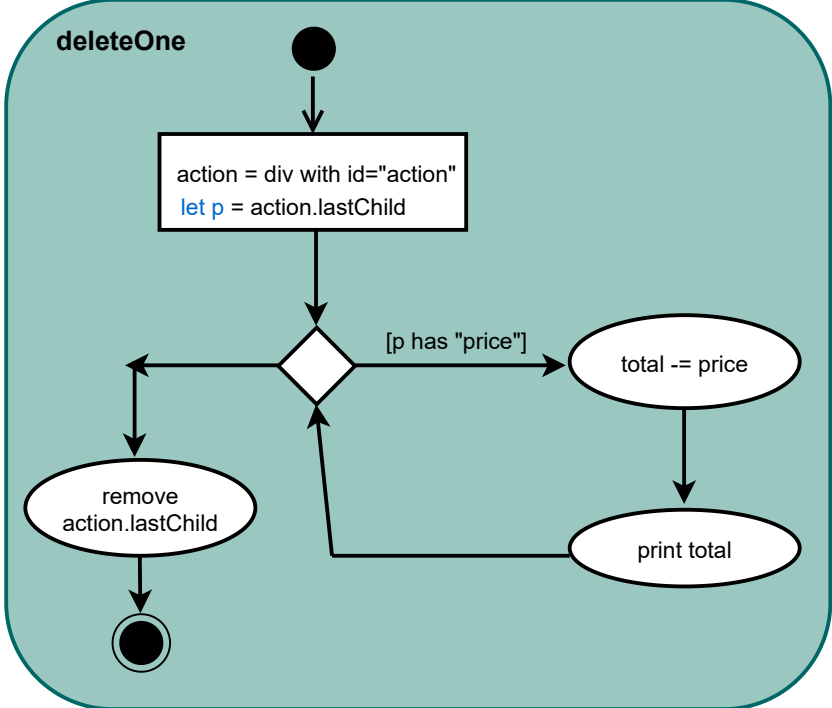 deleteOne
action = div with id="action"
let p = action.lastChild
[p has "price"]
total -= price
remove
action.lastChild
print total